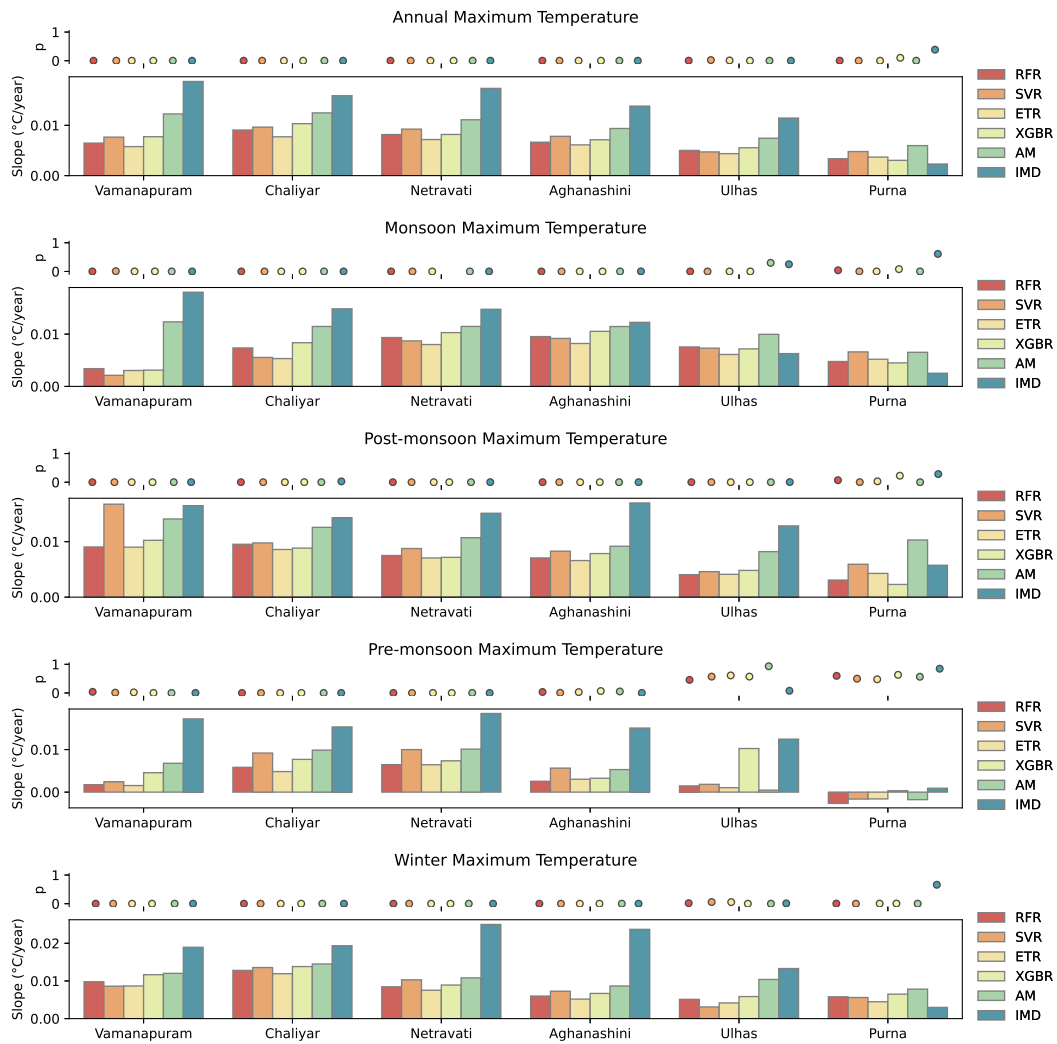 Annual Maximum Temperature
p
1
0
Slope (°C/year)
0.01
0.00
Vamanapuram Chaliyar Netravati Aghanashini Ulhas Purna
RFR
SVR
ETR
XGBR
AM
IMD
Monsoon Maximum Temperature
p
1
0
Slope (°C/year)
0.01
0.00
Vamanapuram Chaliyar Netravati Aghanashini Ulhas Purna
RFR
SVR
ETR
XGBR
AM
IMD
Post-monsoon Maximum Temperature
p
1
0
Slope (°C/year)
0.01
0.00
Vamanapuram Chaliyar Netravati Aghanashini Ulhas Purna
RFR
SVR
ETR
XGBR
AM
IMD
Pre-monsoon Maximum Temperature
p
1
0
Slope (°C/year)
0.01
0.00
Vamanapuram Chaliyar Netravati Aghanashini Ulhas Purna
RFR
SVR
ETR
XGBR
AM
IMD
Winter Maximum Temperature
p
1
0
Slope (°C/year)
0.02
0.01
0.00
Vamanapuram Chaliyar Netravati Aghanashini Ulhas Purna
RFR
SVR
ETR
XGBR
AM
IMD